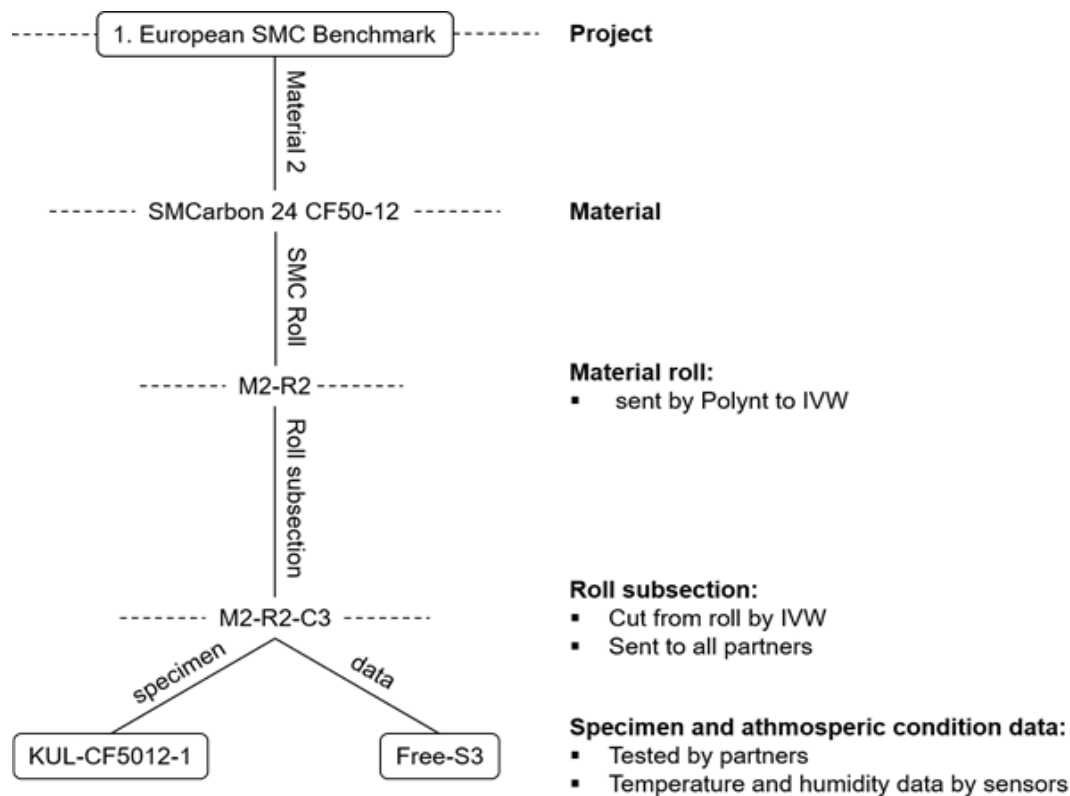 1. European SMC Benchmark
Project
Material 2
SMCarbon 24 CF50-12
Material
SMC Roll
M2-R2
Material roll:
▪ sent by Polynt to IVW
Roll subsection
M2-R2-C3
Roll subsection:
▪ Cut from roll by IVW
▪ Sent to all partners
specimen
data
KUL-CF5012-1
Free-S3
Specimen and athmosperic condition data:
▪ Tested by partners
▪ Temperature and humidity data by sensors